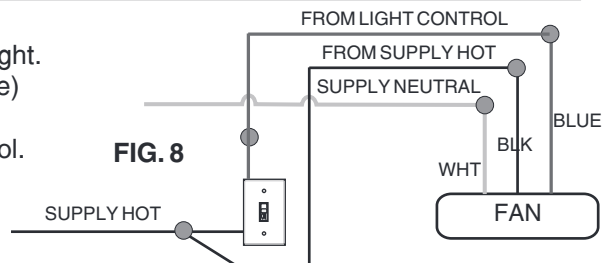 FROM LIGHT CONTROL
ght.
FROM SUPPLY HOT
e)
SUPPLY NEUTRAL
BLUE
ol.
FIG. 8
BLK
WHT
SUPPLY HOT
FAN